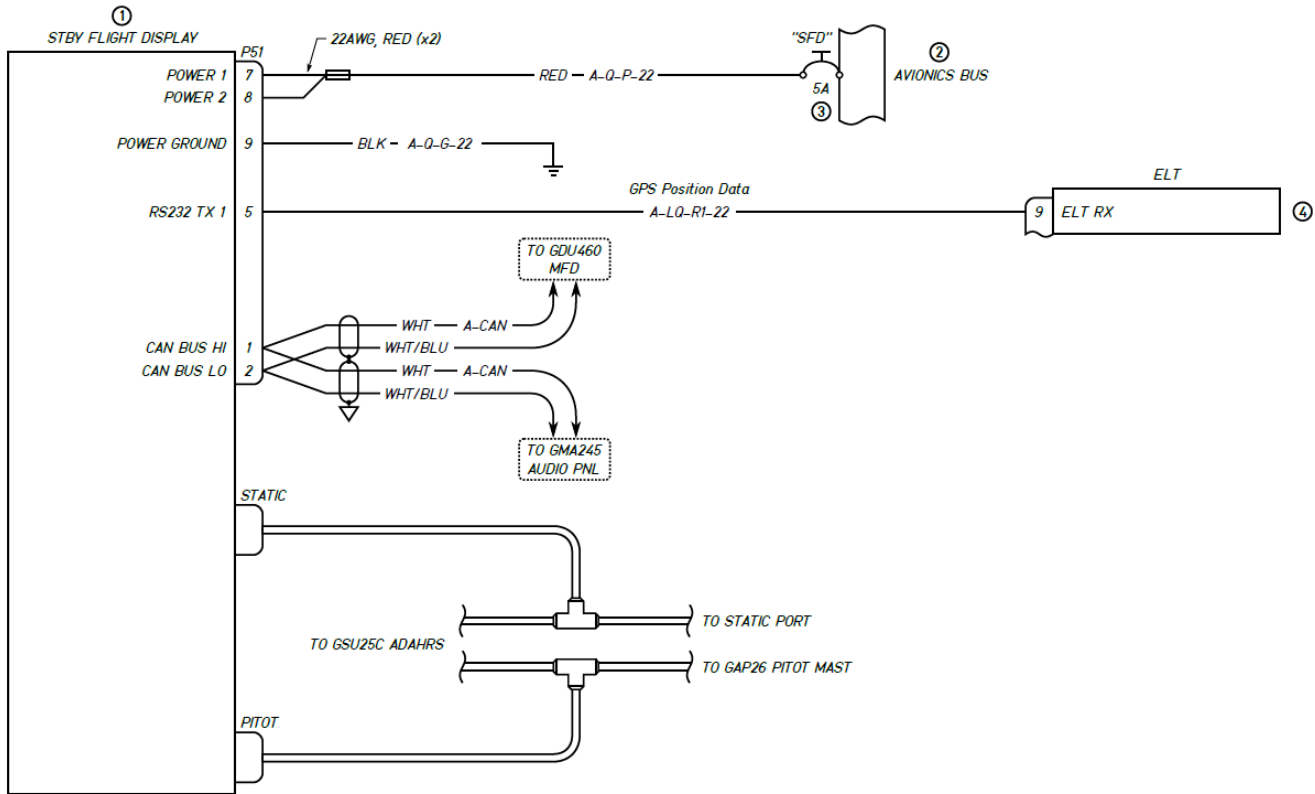 ①
STBY FLIGHT DISPLAY
P51
22AWG, RED (x2)
"SFD"
②
AVIONICS BUS
POWER 1 7
RED A-Q-P-22
5A
③
POWER 2 8
POWER GROUND 9
BLK A-Q-G-22
ELT
GPS Position Data
RS232 TX 1 5
A-LQ-R1-22
9 ELT RX
④
TO GDU460
MFD
WHT A-CAN
CAN BUS HI 1
WHT/BLU
CAN BUS LO 2
WHT A-CAN
WHT/BLU
TO GMA245
AUDIO PNL
STATIC
TO STATIC PORT
TO GSU25C ADAHRS
TO GAP26 PITOT MAST
PITOT